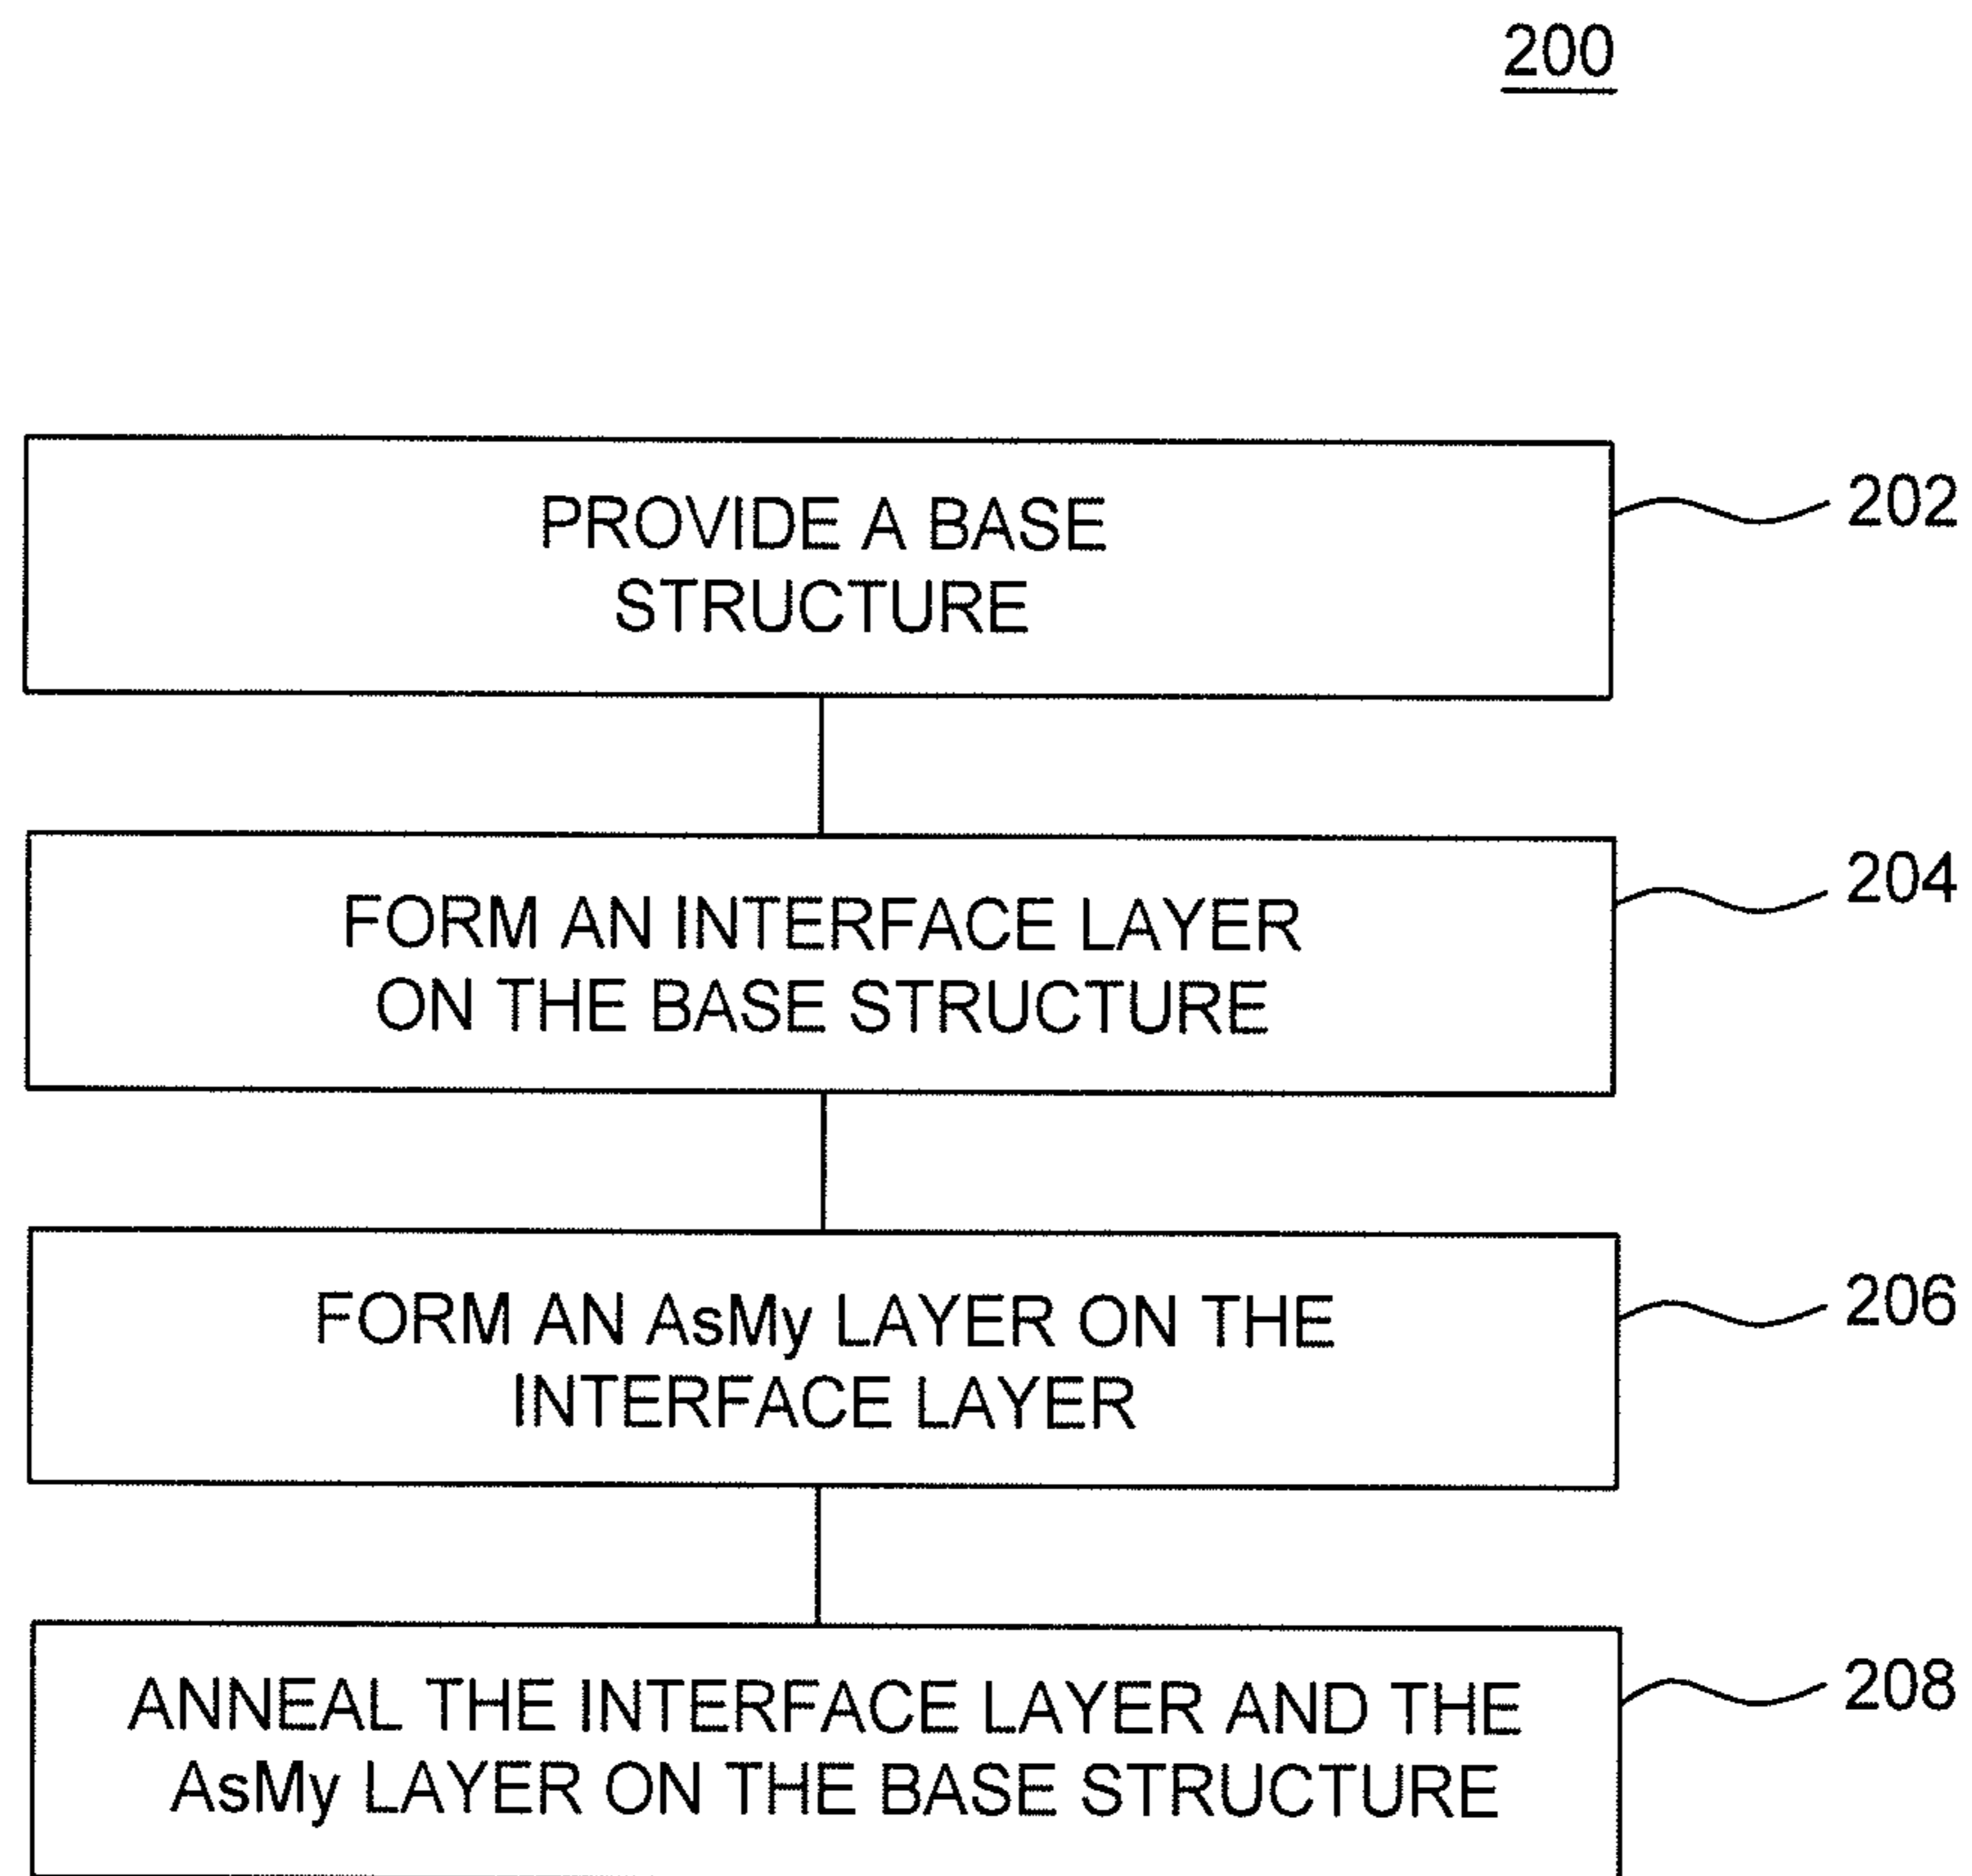 200
PROVIDE A BASE
STRUCTURE
202
FORM AN INTERFACE LAYER
ON THE BASE STRUCTURE
204
FORM AN AsMy LAYER ON THE
INTERFACE LAYER
206
ANNEAL THE INTERFACE LAYER AND THE
AsMy LAYER ON THE BASE STRUCTURE
208